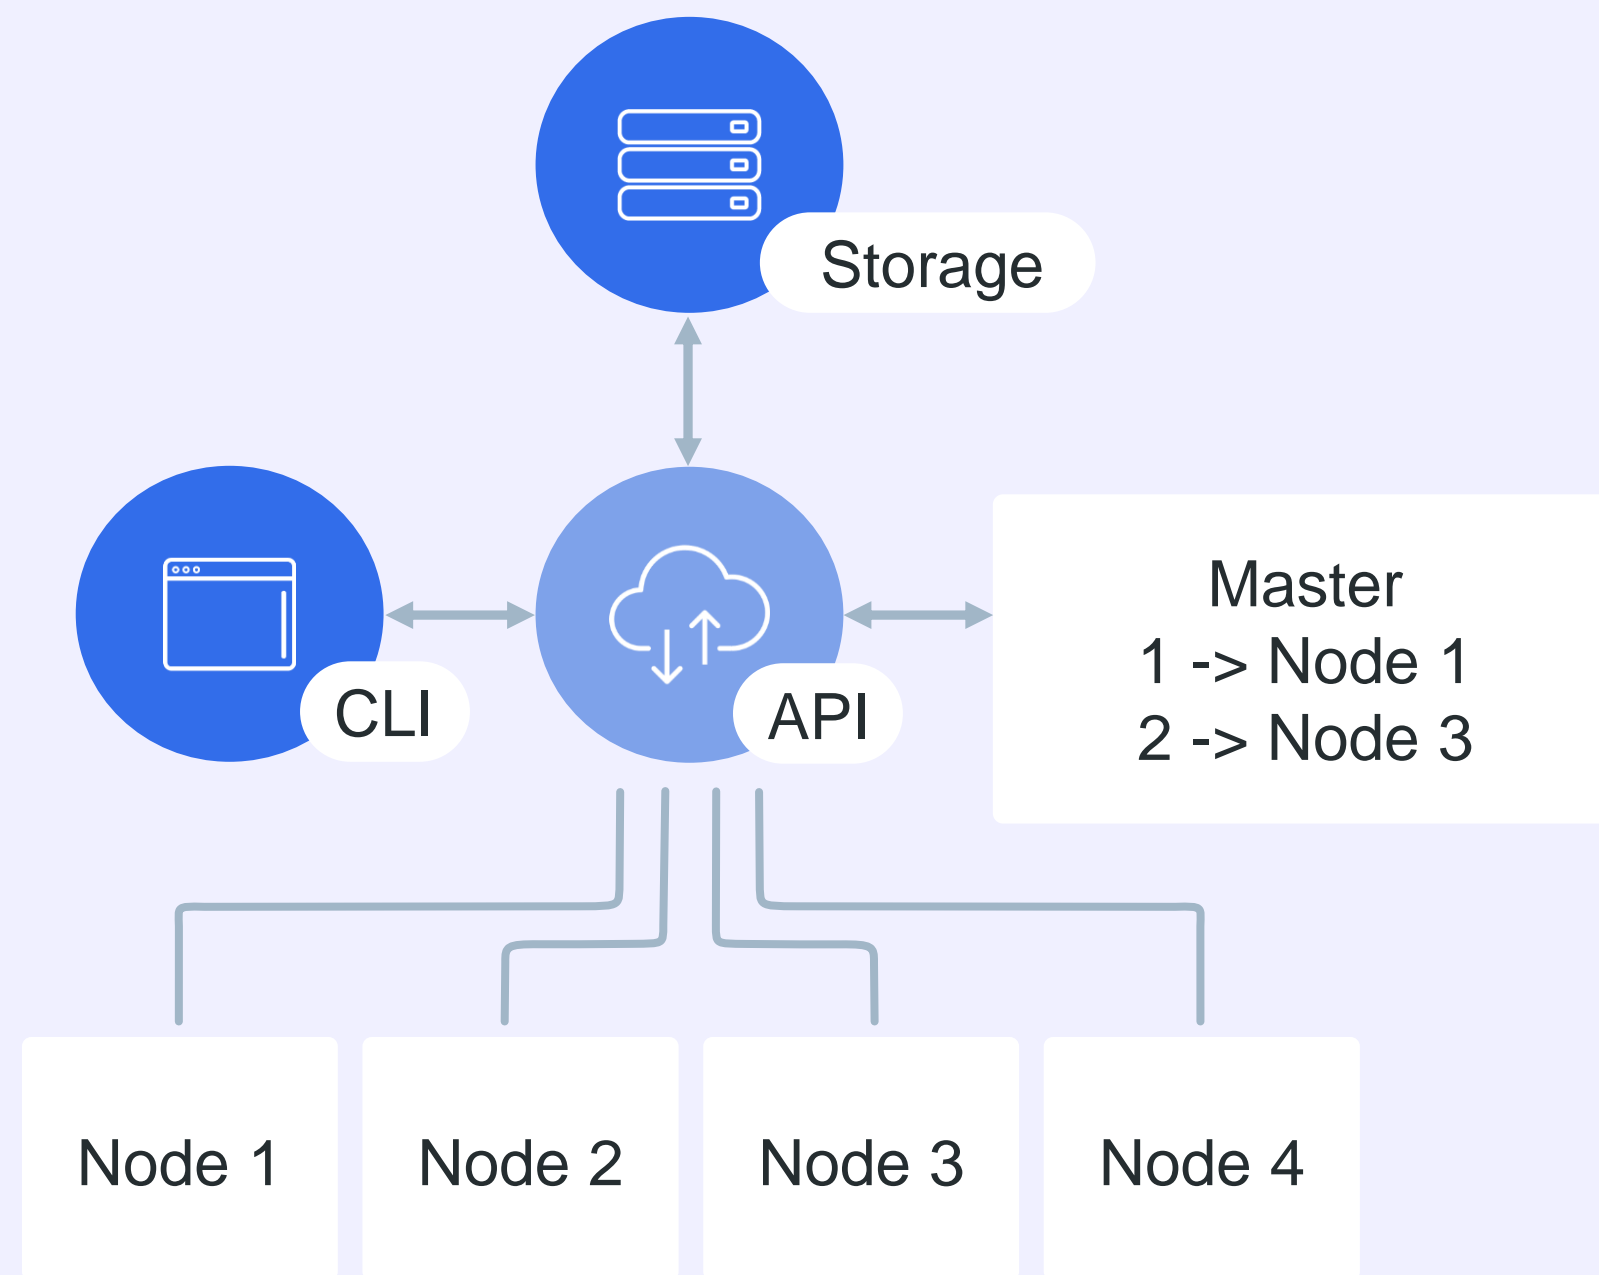 Storage
CLI
API
Master
1 -> Node 1
2 -> Node 3
Node 1
Node 2
Node 3
Node 4